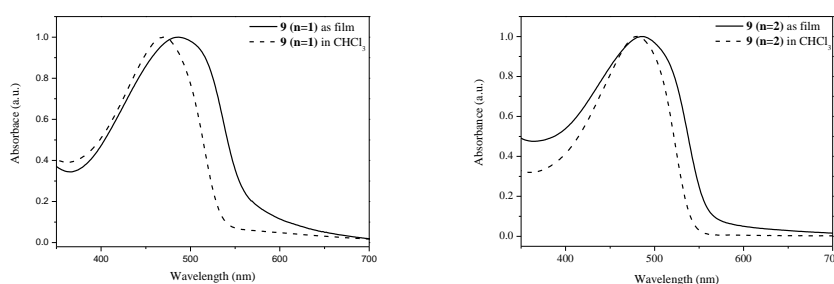 9 (n=1) as film
9 (n=1) in CHCl3
1.0
0.8
0.6
0.4
0.2
0.0
Absorbace (a.u.)
400 500 600 700
Wavelength (nm)
9 (n=2) as film
9 (n=2) in CHCl3
1.0
0.8
0.6
0.4
0.2
0.0
Absorbance (a.u.)
400 500 600 700
Wavelength (nm)